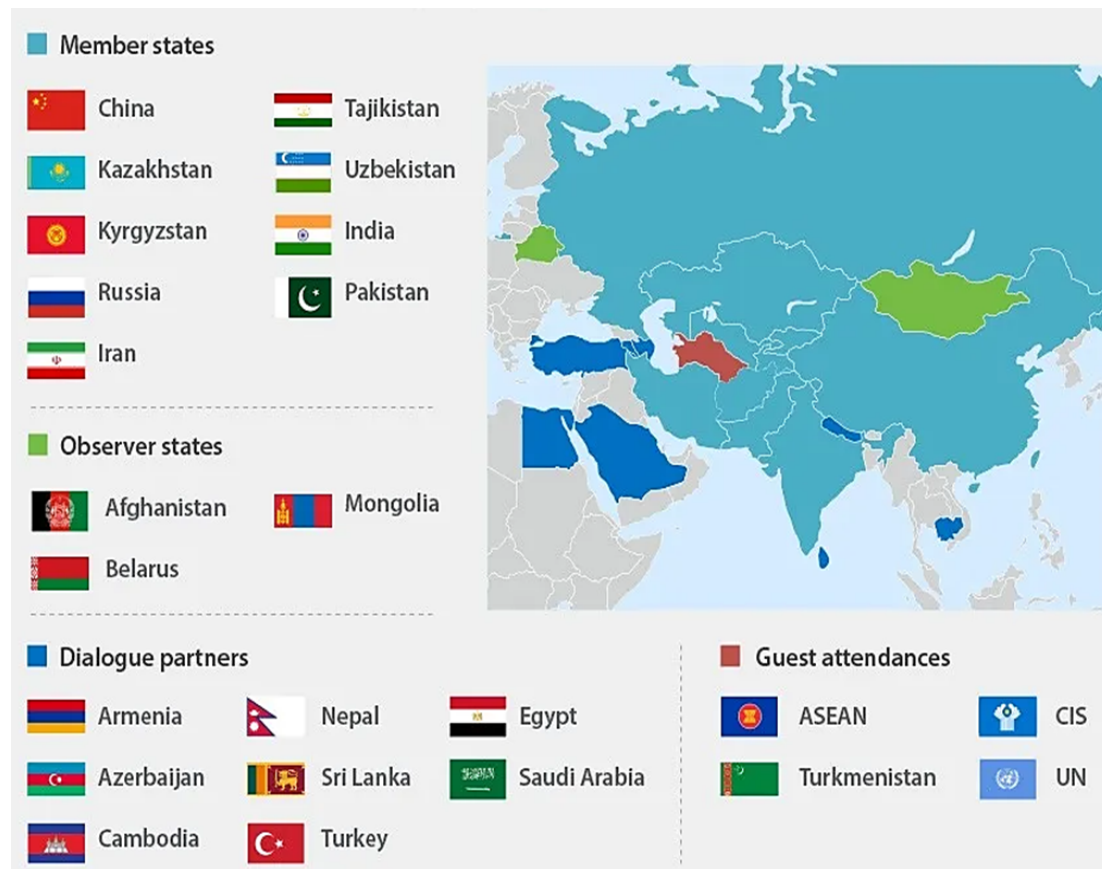 Member states
China
Tajikistan
Kazakhstan
Uzbekistan
Kyrgyzstan
India
Russia
Pakistan
Iran
Observer states
Afghanistan
Mongolia
Belarus
Dialogue partners
Armenia
Nepal
Egypt
Azerbaijan
Sri Lanka
Saudi Arabia
Cambodia
Turkey
Guest attendances
ASEAN
CIS
Turkmenistan
UN